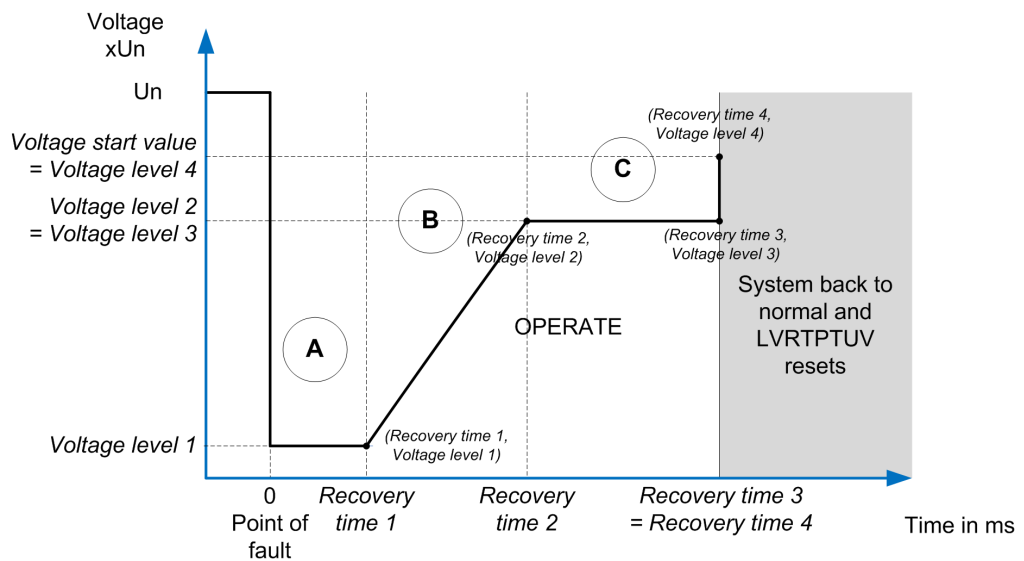 Voltage
xUn
Un
Voltage start value
= Voltage level 4
Voltage level 2
= Voltage level 3
Voltage level 1
A
B
C
(Recovery time 4,
Voltage level 4)
(Recovery time 2,
Voltage level 2)
(Recovery time 3,
Voltage level 3)
(Recovery time 1,
Voltage level 1)
OPERATE
System back to
normal and
LVRTPTUV
resets
0
Point of
fault
Recovery
time 1
Recovery
time 2
Recovery time 3
= Recovery time 4
Time in ms